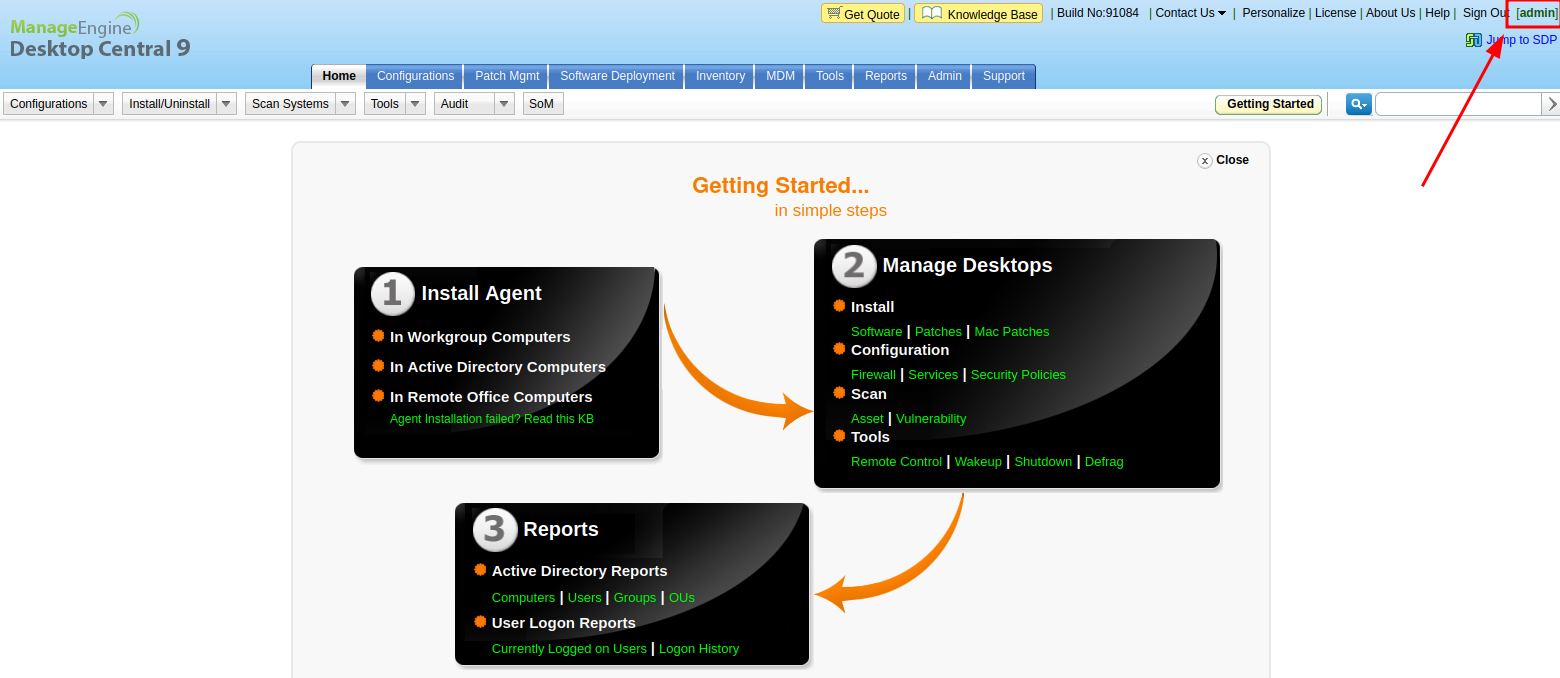 Get Quote | Knowledge Base | Build No:91084 | Contact Us | Personalize | License | About Us | Help | Sign Out [admin]
ManageEngine
Desktop Central 9
Jump to SDP
Home Configurations Patch Mgmt Software Deployment Inventory MDM Tools Reports Admin Support
Configurations Install/Uninstall Scan Systems Tools Audit SoM Getting Started
x Close
Getting Started...
in simple steps
1 Install Agent
In Workgroup Computers
In Active Directory Computers
In Remote Office Computers
Agent Installation failed? Read this KB
2 Manage Desktops
Install
Software | Patches | Mac Patches
Configuration
Firewall | Services | Security Policies
Scan
Asset | Vulnerability
Tools
Remote Control | Wakeup | Shutdown | Defrag
3 Reports
Active Directory Reports
Computers | Users | Groups | OUs
User Logon Reports
Currently Logged on Users | Logon History